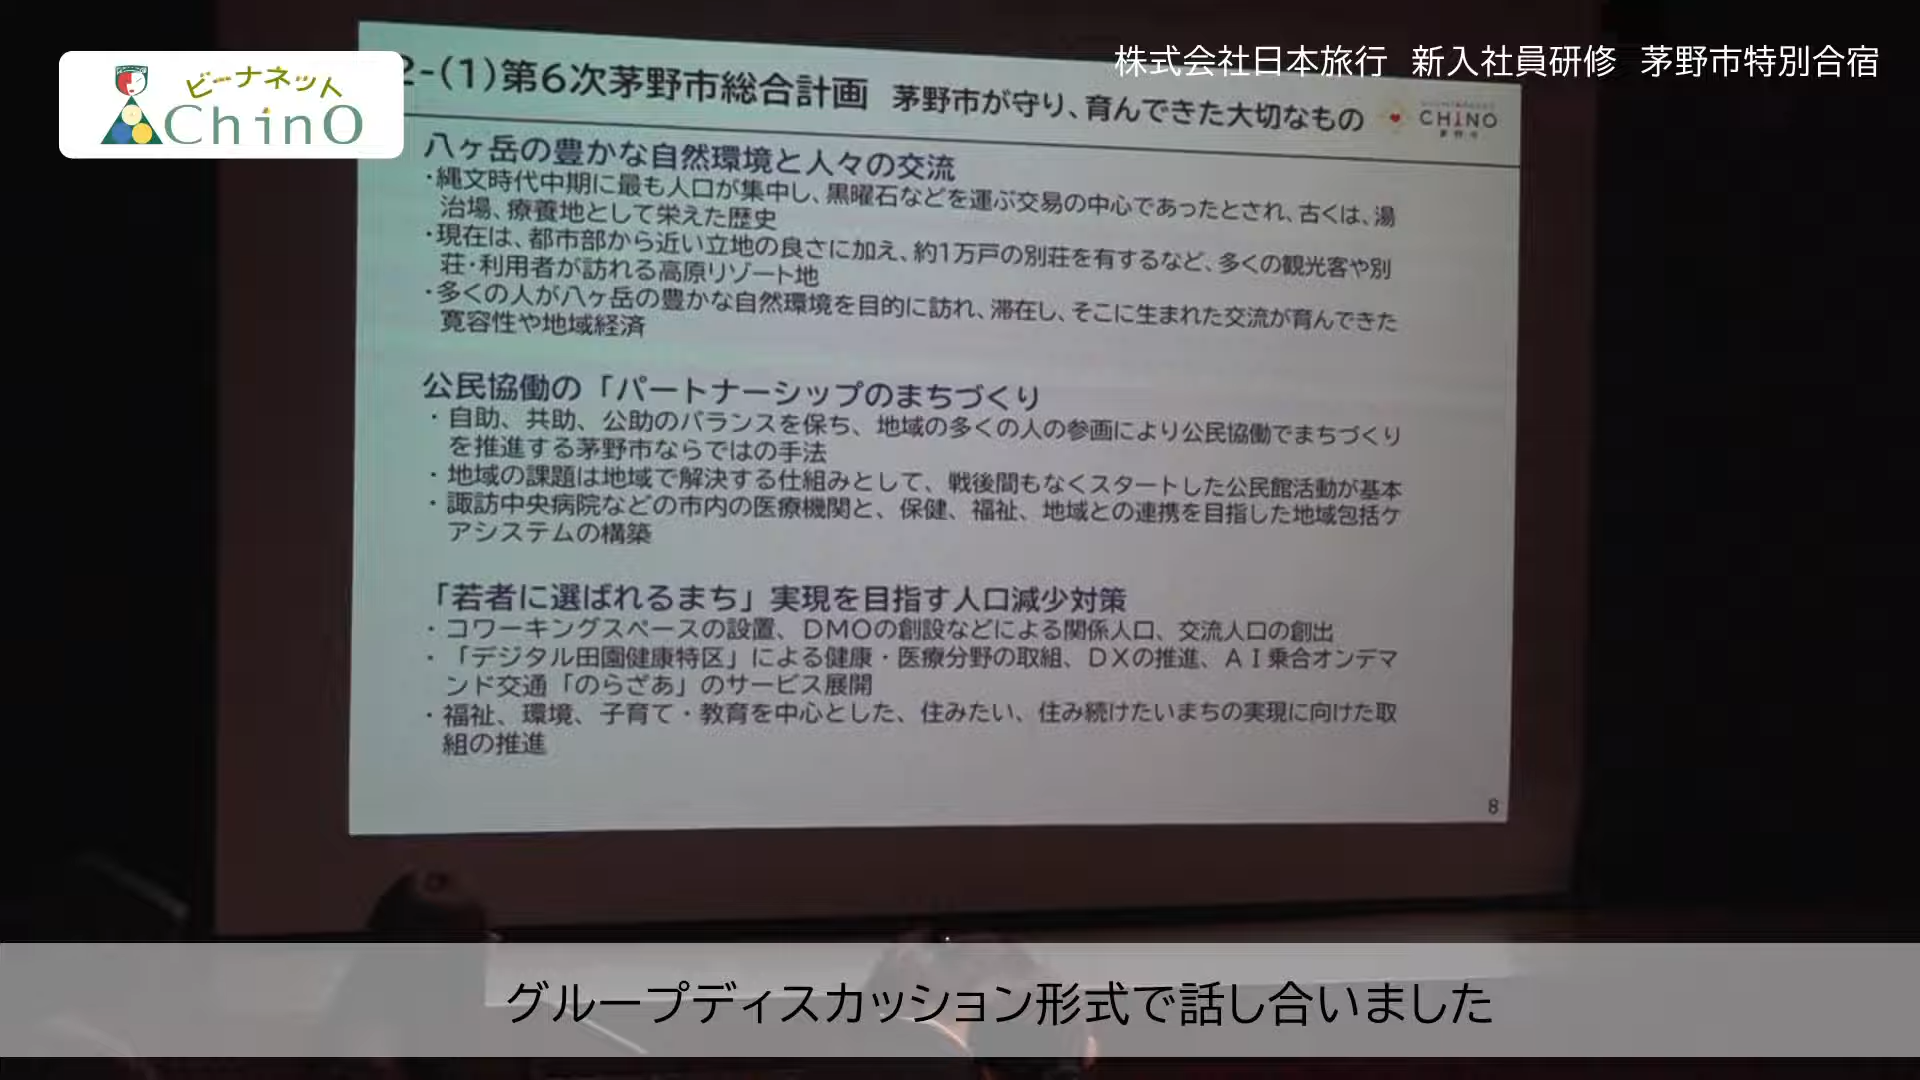 ビーナネット
ChinO
株式会社日本旅行 新入社員研修 茅野市特別合宿
2-(1)第6次茅野市総合計画 茅野市が守り、育んできた大切なもの
CHINO
茅野市
八ヶ岳の豊かな自然環境と人々の交流
・縄文時代中期に最も人口が集中し、黒曜石などを運ぶ交易の中心であったとされ、古くは、湯
治場、療養地として栄えた歴史
・現在は、都市部から近い立地の良さに加え、約1万戸の別荘を有するなど、多くの観光客や別
荘・利用者が訪れる高原リゾート地
・多くの人が八ヶ岳の豊かな自然環境を目的に訪れ、滞在し、そこに生まれた交流が育んできた
寛容性や地域経済
公民協働の「パートナーシップのまちづくり
・自助、共助、公助のバランスを保ち、地域の多くの人の参画により公民協働でまちづくり
を推進する茅野市ならではの手法
・地域の課題は地域で解決する仕組みとして、戦後間もなくスタートした公民館活動が基本
・諏訪中央病院などの市内の医療機関と、保健、福祉、地域との連携を目指した地域包括ケ
アシステムの構築
「若者に選ばれるまち」実現を目指す人口減少対策
・コワーキングスペースの設置、DMOの創設などによる関係人口、交流人口の創出
・「デジタル田園健康特区」による健康・医療分野の取組、DXの推進、AI乗合オンデマ
ンド交通「のらざあ」のサービス展開
・福祉、環境、子育て・教育を中心とした、住みたい、住み続けたいまちの実現に向けた取
組の推進
8
グループディスカッション形式で話し合いました